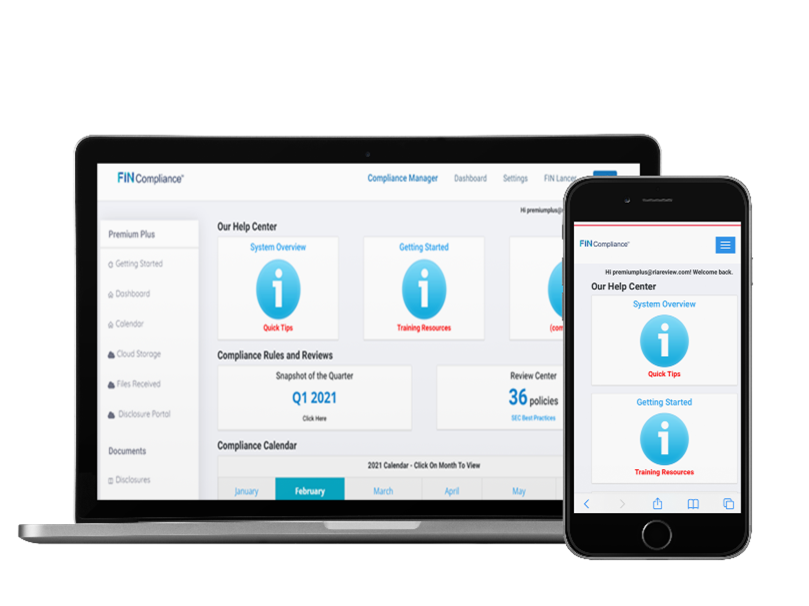 FIN Compliance®
Compliance Manager Dashboard Settings FIN Lancer
Hi premiumplus@
Premium Plus
Getting Started
Dashboard
Calendar
Cloud Storage
Files Received
Disclosure Portal
Documents
Disclosures
Our Help Center
System Overview
Quick Tips
Getting Started
Training Resources
(com
Compliance Rules and Reviews
Snapshot of the Quarter
Q1 2021
Click Here
Review Center
36 policies
SEC Best Practices
Compliance Calendar
2021 Calendar - Click On Month To View
January February March April May
FIN Compliance®
Hi premiumplus@riareview.com! Welcome back.
Our Help Center
System Overview
Quick Tips
Getting Started
Training Resources